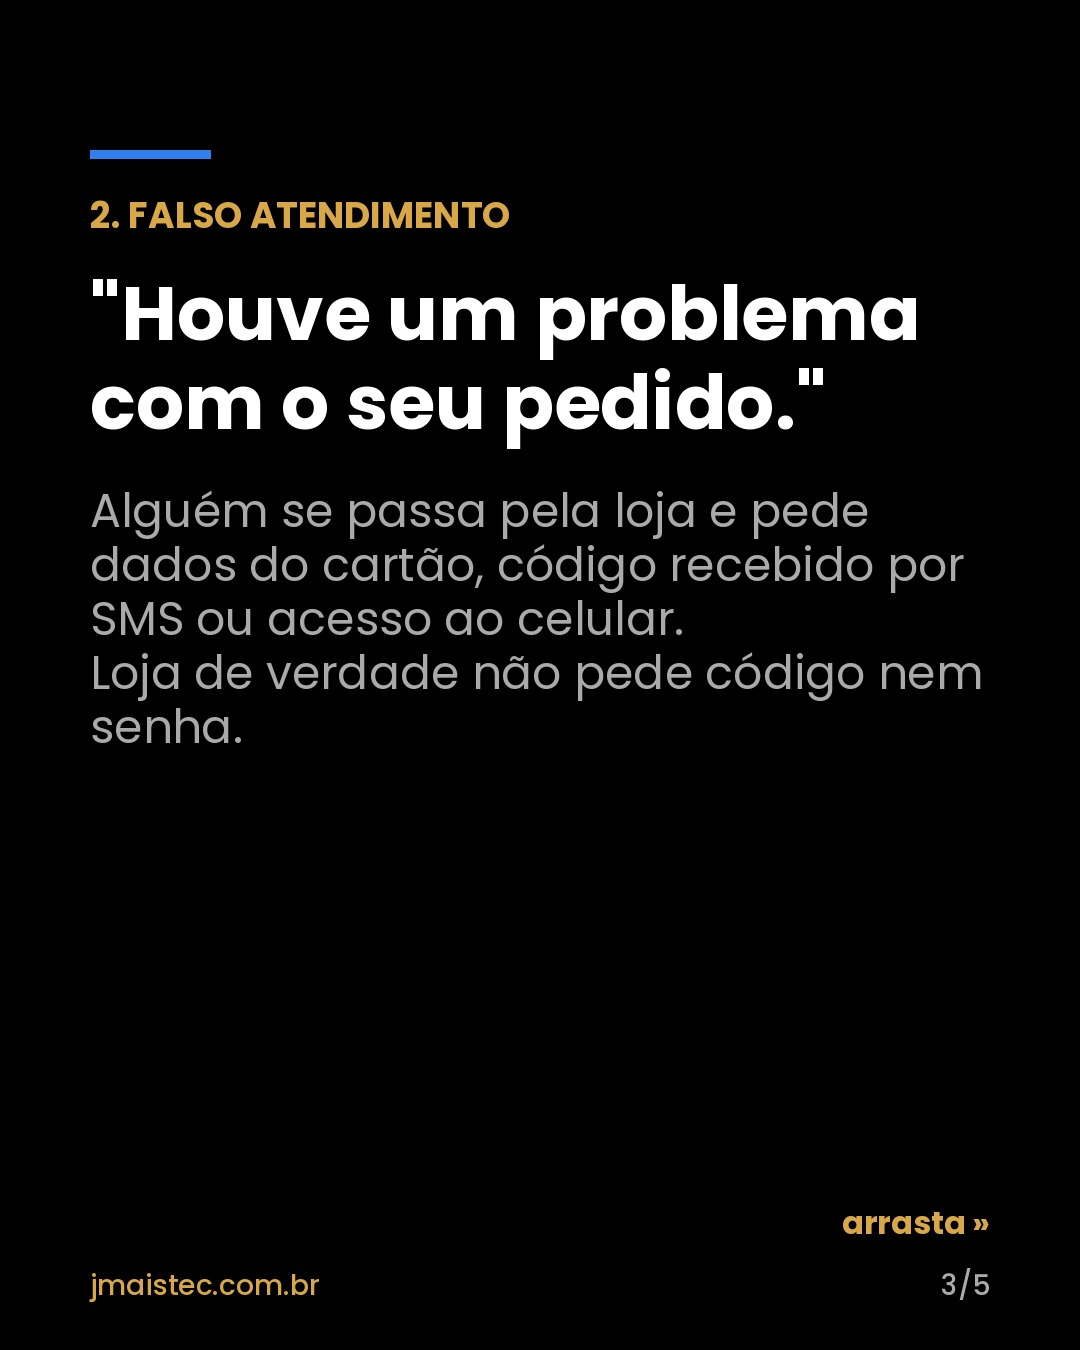 2. FALSO ATENDIMENTO
"Houve um problema
com o seu pedido."
Alguém se passa pela loja e pede
dados do cartão, código recebido por
SMS ou acesso ao celular.
Loja de verdade não pede código nem
senha.
arrasta »
jmaistec.com.br
3/5